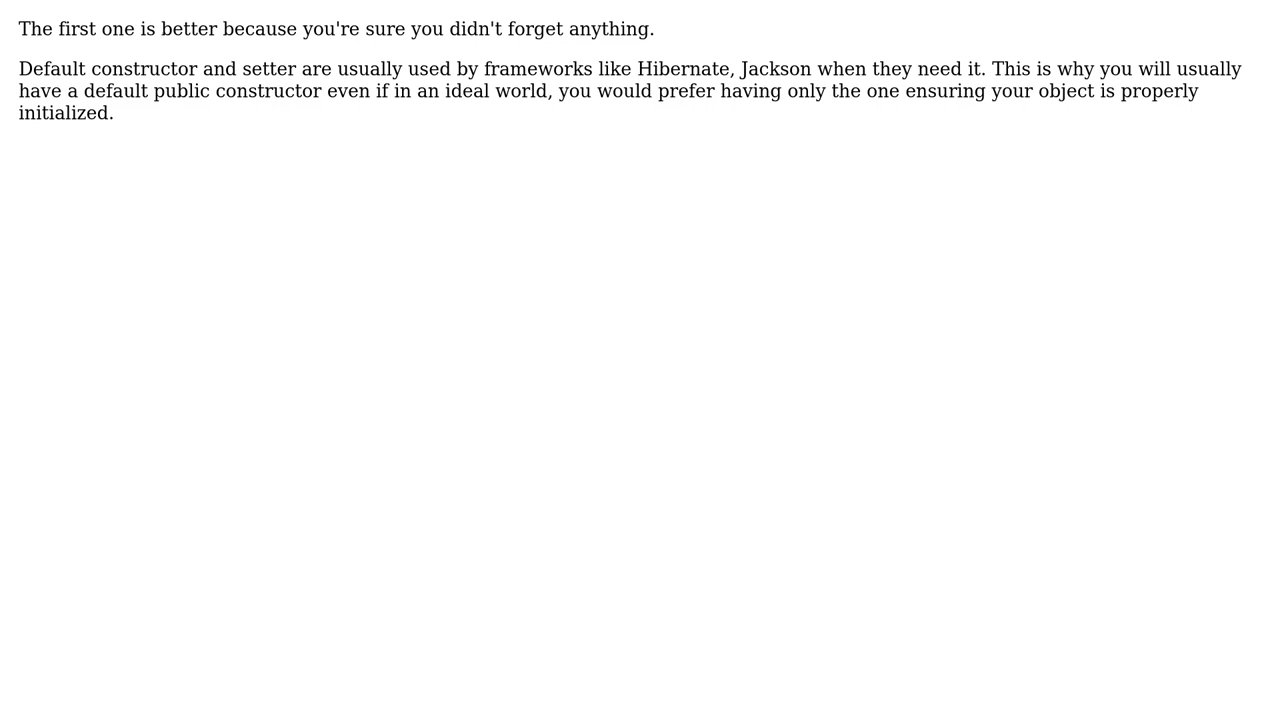 The first one is better because you're sure you didn't forget anything.
Default constructor and setter are usually used by frameworks like Hibernate, Jackson when they need it. This is why you will usually
have a default public constructor even if in an ideal world, you would prefer having only the one ensuring your object is properly
initialized.